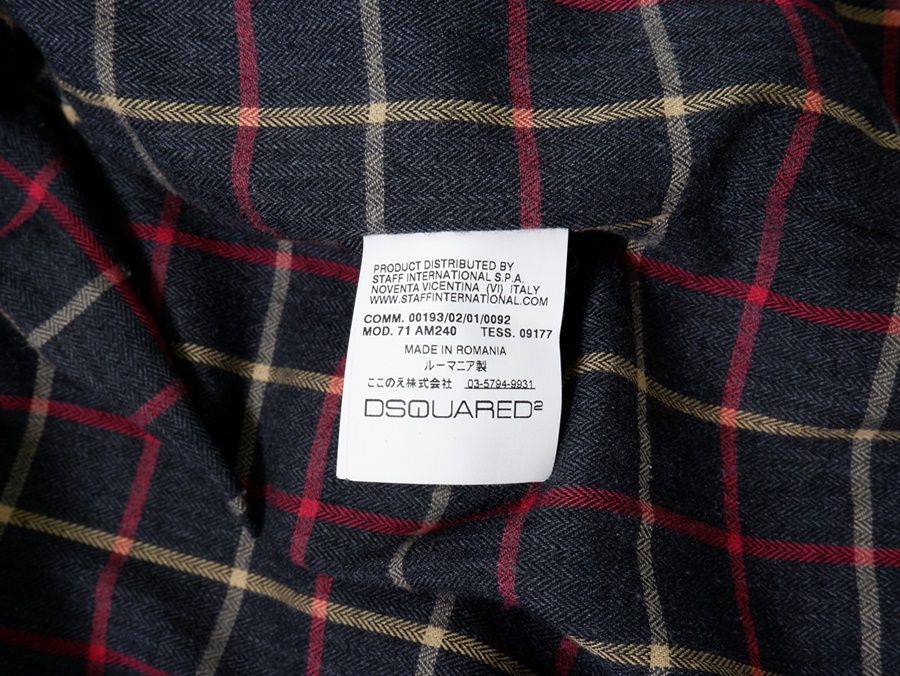 PRODUCT DISTRIBUTED BY
STAFF INTERNATIONAL S.P.A.
NOVENTA VICENTINA (VI) ITALY
WWW.STAFFINTERNATIONAL.COM
COMM. 00193/02/01/0092
MOD. 71 AM240 TESS. 09177
MADE IN ROMANIA
ルーマニア製
ここのえ株式会社 03-5794-9931
DSQUARED²